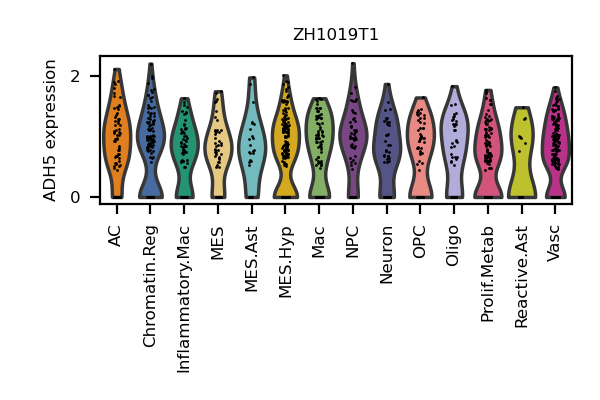 ZH1019T1
ADH5 expression
2
0
AC
Chromatin.Reg
Inflammatory.Mac
MES
MES.Ast
MES.Hyp
Mac
NPC
Neuron
OPC
Oligo
Prolif.Metab
Reactive.Ast
Vasc